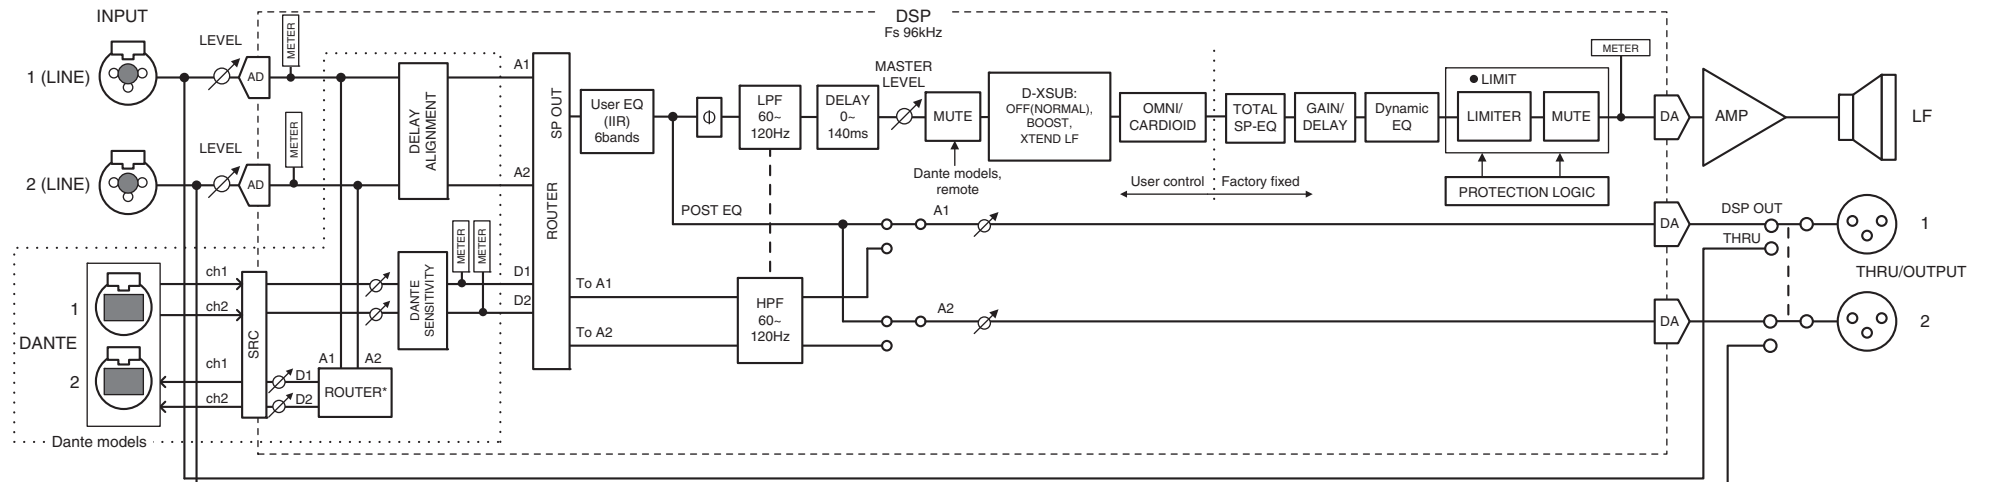 INPUT
DSP
Fs 96kHz
LEVEL
METER
1 (LINE)
AD
LEVEL
METER
2 (LINE)
AD
DELAY
ALIGNMENT
A1
A2
SP OUT
ROUTER
User EQ
(IIR)
6bands
Φ
LPF
60~
120Hz
DELAY
0~
140ms
MASTER
LEVEL
MUTE
Dante models,
remote
D-XSUB:
OFF(NORMAL),
BOOST,
XTEND LF
OMNI/
CARDIOID
User control
Factory fixed
TOTAL
SP-EQ
GAIN/
DELAY
Dynamic
EQ
LIMIT
LIMITER
MUTE
PROTECTION LOGIC
METER
DA
AMP
LF
POST EQ
A1
DA
DSP OUT
THRU
1
THRU/OUTPUT
A2
DA
2
To A1
To A2
HPF
60~
120Hz
DANTE
1
ch1
ch2
2
ch1
ch2
SRC
DANTE
SENSITIVITY
METER
METER
D1
D2
A1
A2
D1
D2
ROUTER*
Dante models